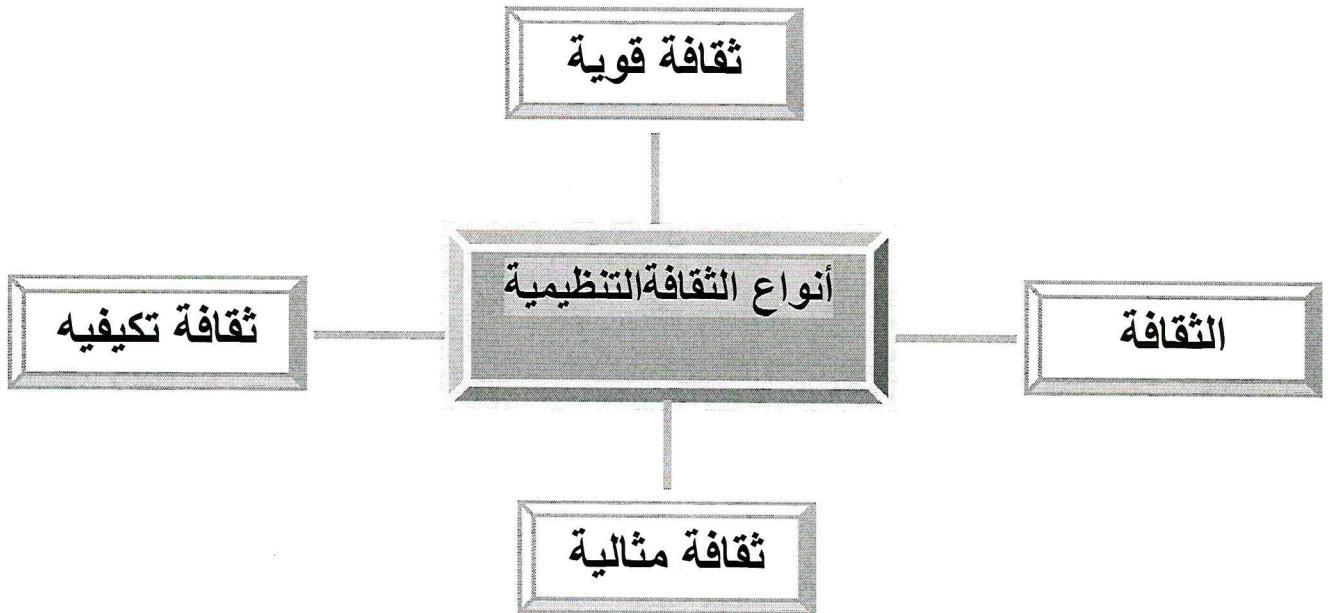 ثقافة قوية
أنواع الثقافةالتنظيمية
الثقافة
ثقافة تكيفيه
ثقافة مثالية